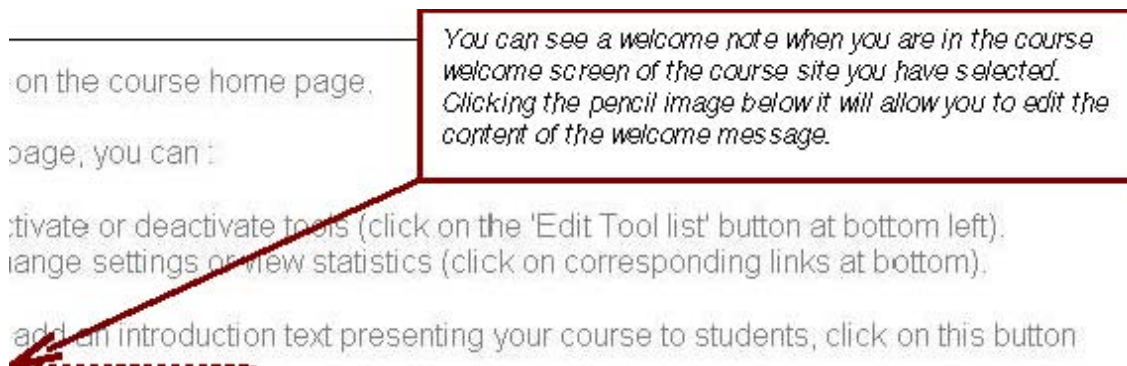 You can see a welcome note when you are in the course
welcome screen of the course site you have selected.
Clicking the pencil image below it will allow you to edit the
content of the welcome message.
on the course home page.
page, you can :
tivate or deactivate tools (click on the 'Edit Tool list' button at bottom left).
ange settings or view statistics (click on corresponding links at bottom).
add an introduction text presenting your course to students, click on this button